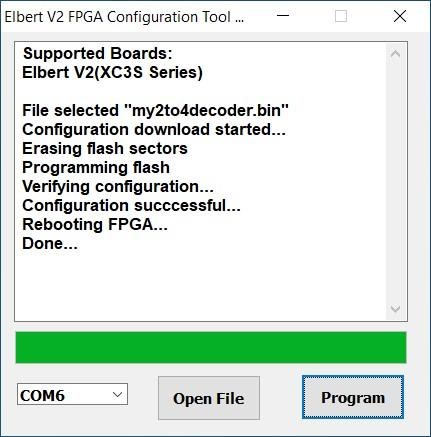 Elbert V2 FPGA Configuration Tool ...
Supported Boards:
Elbert V2(XC3S Series)
File selected "my2to4decoder.bin"
Configuration download started...
Erasing flash sectors
Programming flash
Verifying configuration...
Configuration succcessful...
Rebooting FPGA...
Done...
COM6
Open File
Program